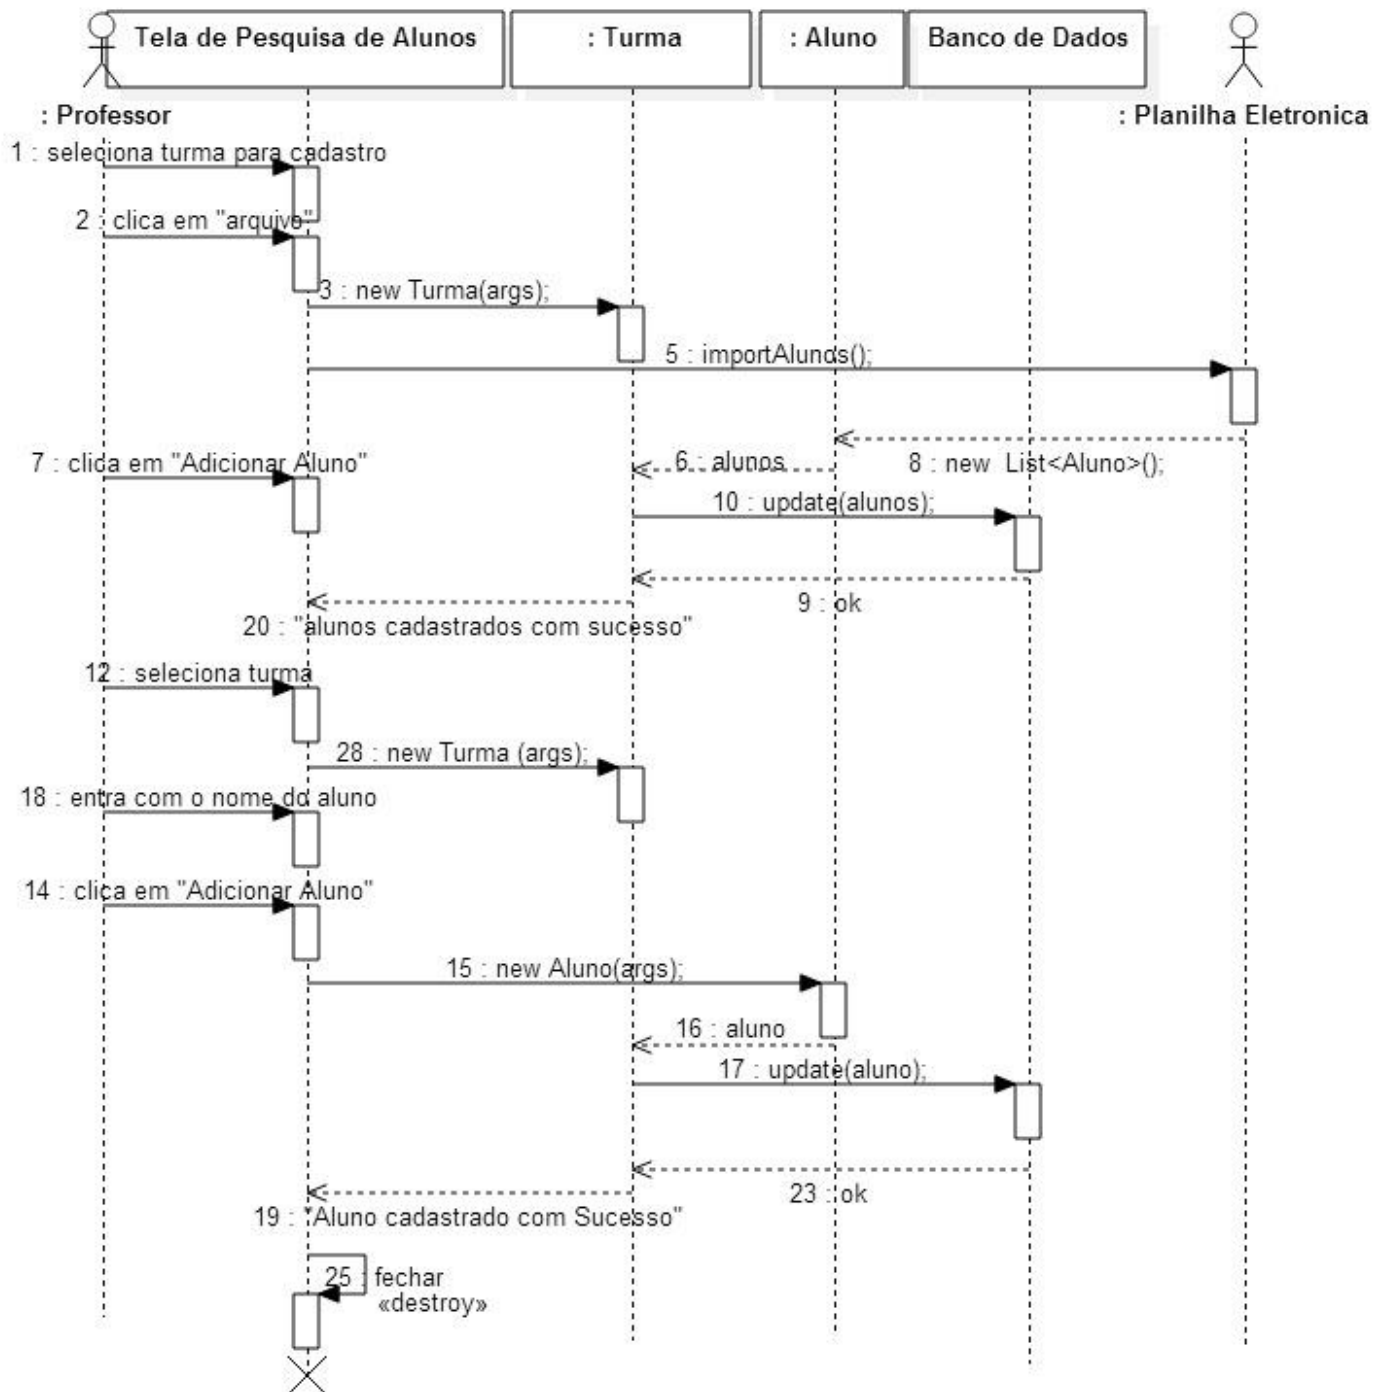 Tela de Pesquisa de Alunos
: Turma
: Aluno
Banco de Dados
: Professor
: Planilha Eletronica
1 : seleciona turma para cadastro
2 : clica em "arquivo"
3 : new Turma(args);
5 : importAlunos();
7 : clica em "Adicionar Aluno"
6 : alunos
8 : new List<Aluno>();
10 : update(alunos);
9 : ok
20 : "alunos cadastrados com sucesso"
12 : seleciona turma
28 : new Turma (args);
18 : entra com o nome do aluno
14 : clica em "Adicionar Aluno"
15 : new Aluno(args);
16 : aluno
17 : update(aluno);
23 : ok
19 : "Aluno cadastrado com Sucesso"
25 : fechar
«destroy»